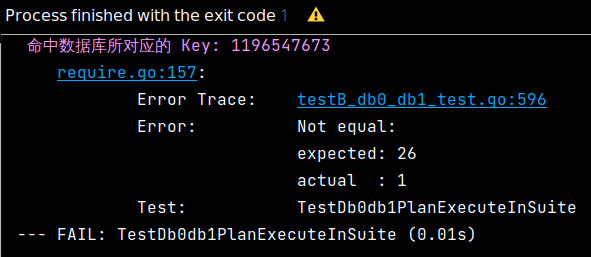 Process finished with the exit code 1
命中数据库所对应的 Key: 1196547673
require.go:157:
Error Trace: testB_db0_db1_test.go:596
Error: Not equal:
expected: 26
actual  : 1
Test: TestDb0db1PlanExecuteInSuite
--- FAIL: TestDb0db1PlanExecuteInSuite (0.01s)